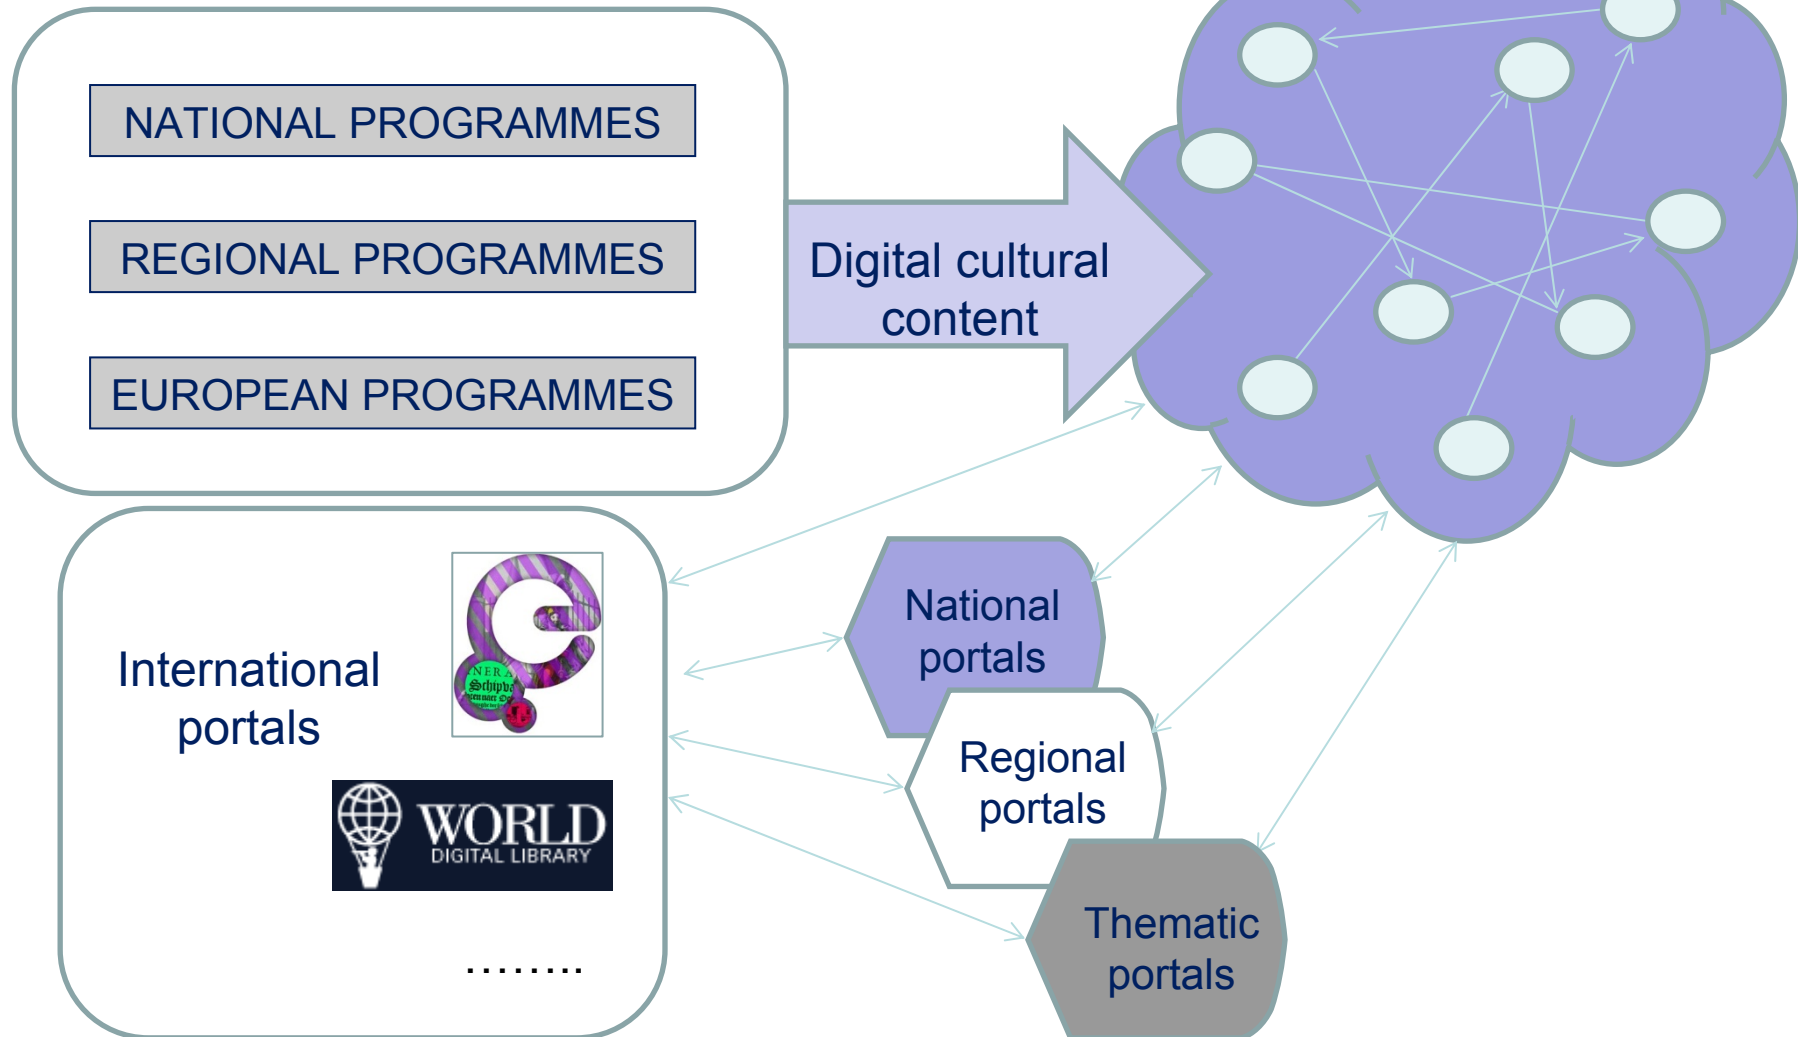 NATIONAL PROGRAMMES
REGIONAL PROGRAMMES
EUROPEAN PROGRAMMES
Digital cultural
content
International
portals
Schipva
WORLD
DIGITAL LIBRARY
........
National
portals
Regional
portals
Thematic
portals